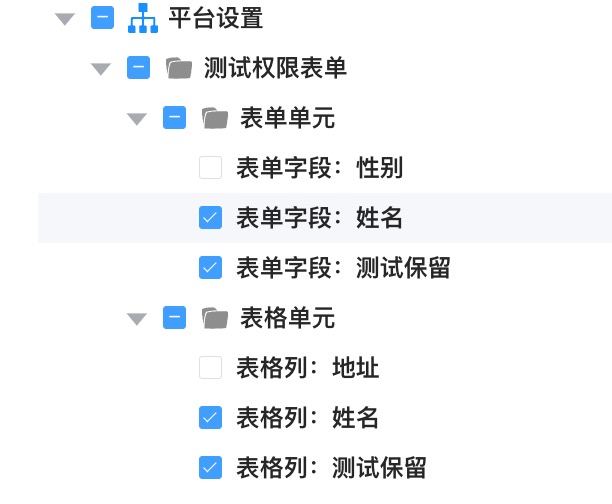 平台设置
测试权限表单
表单单元
表单字段：性别
表单字段：姓名
表单字段：测试保留
表格单元
表格列：地址
表格列：姓名
表格列：测试保留